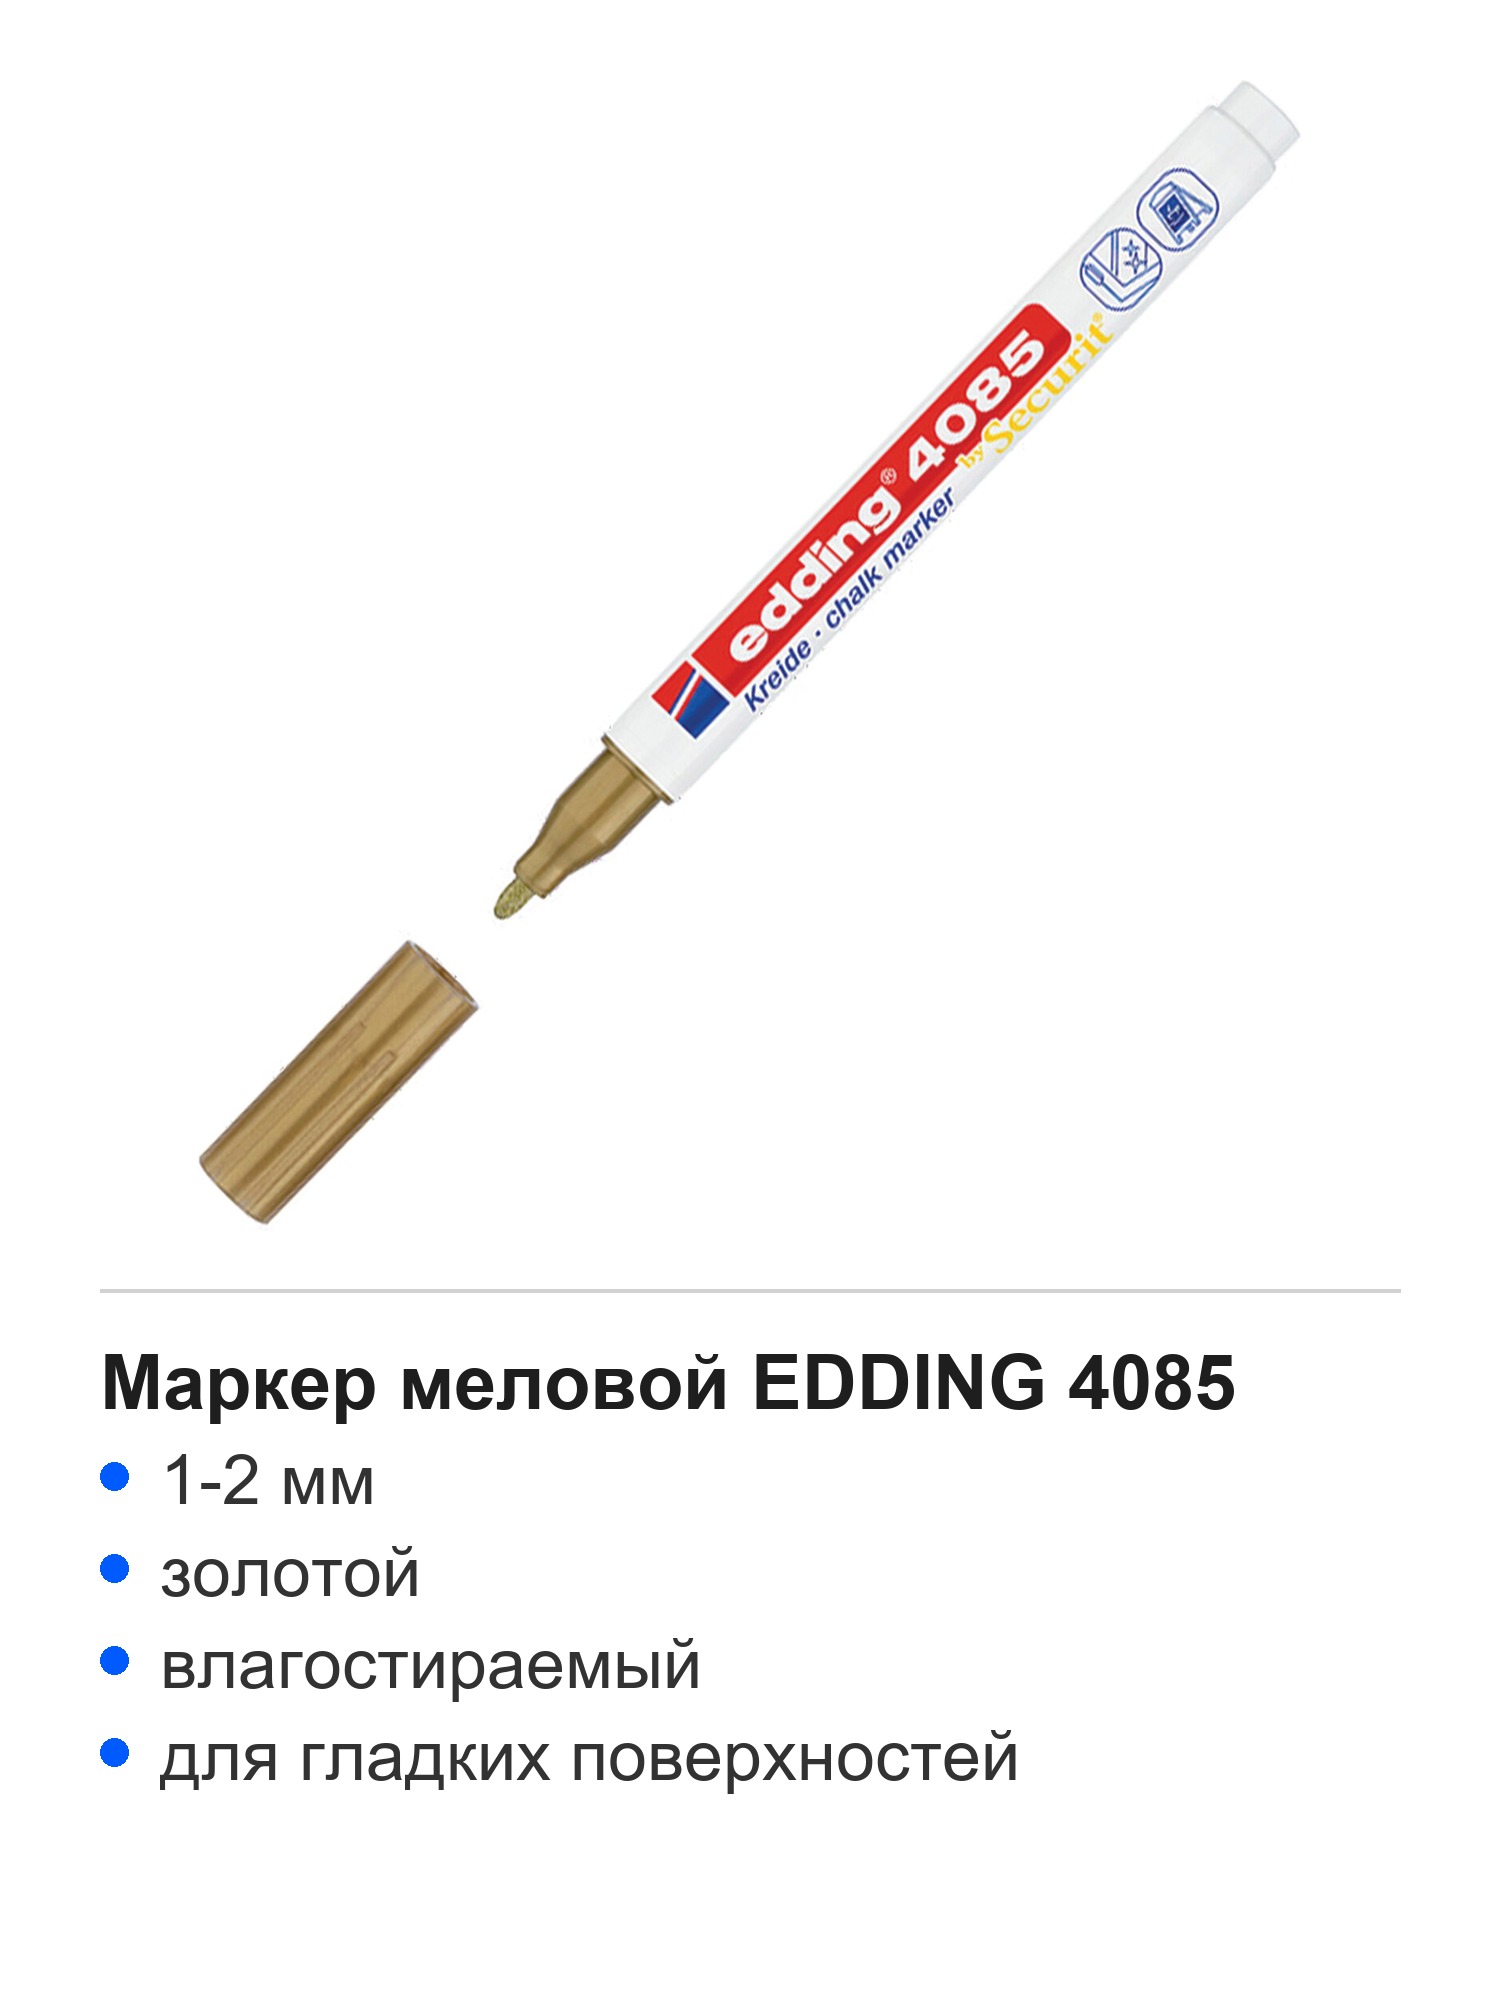 edding® 4085
by Securit®
Kreide · chalk marker
Маркер меловой EDDING 4085
1-2 мм
золотой
влагостираемый
для гладких поверхностей